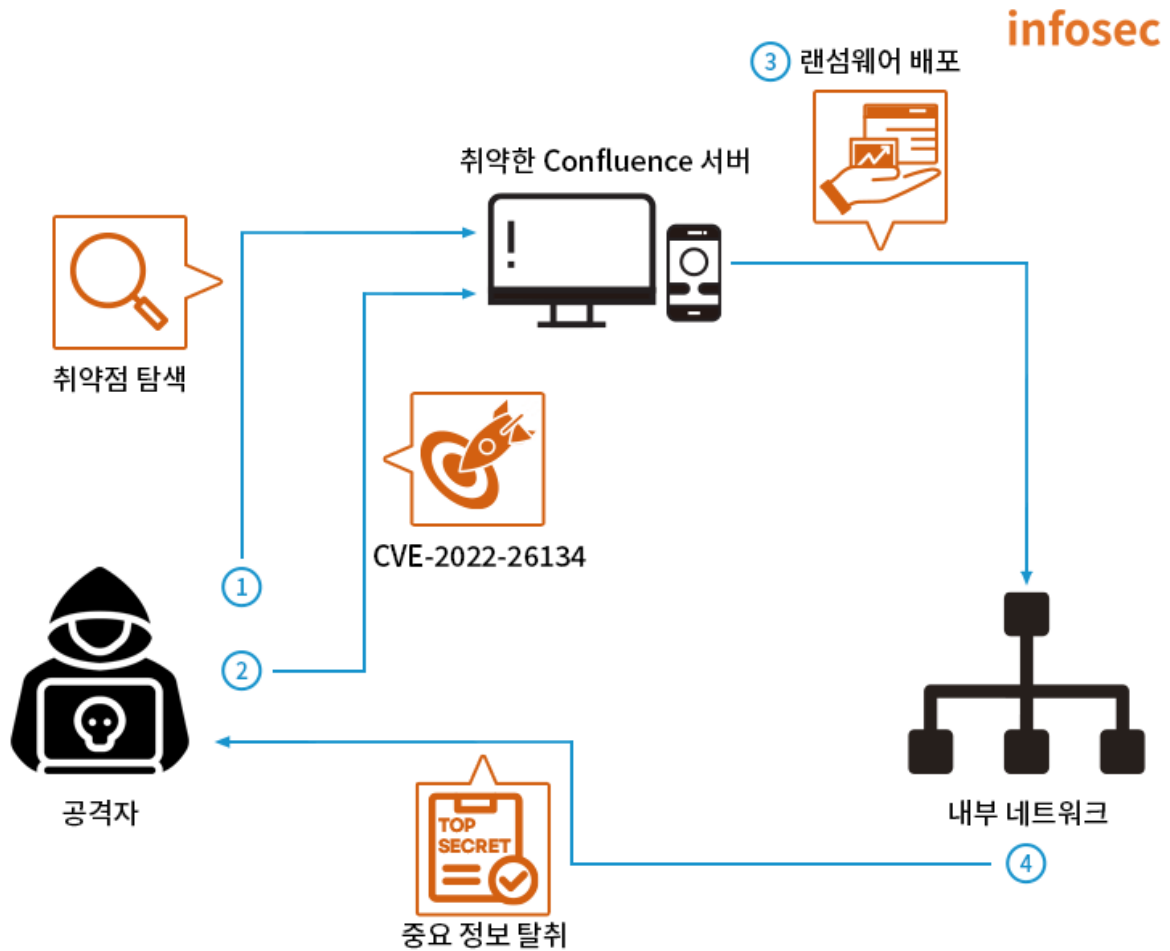 infosec
3 랜섬웨어 배포
취약한 Confluence 서버
!
취약점 탐색
CVE-2022-26134
1
2
공격자
TOP
SECRET
중요 정보 탈취
내부 네트워크
4